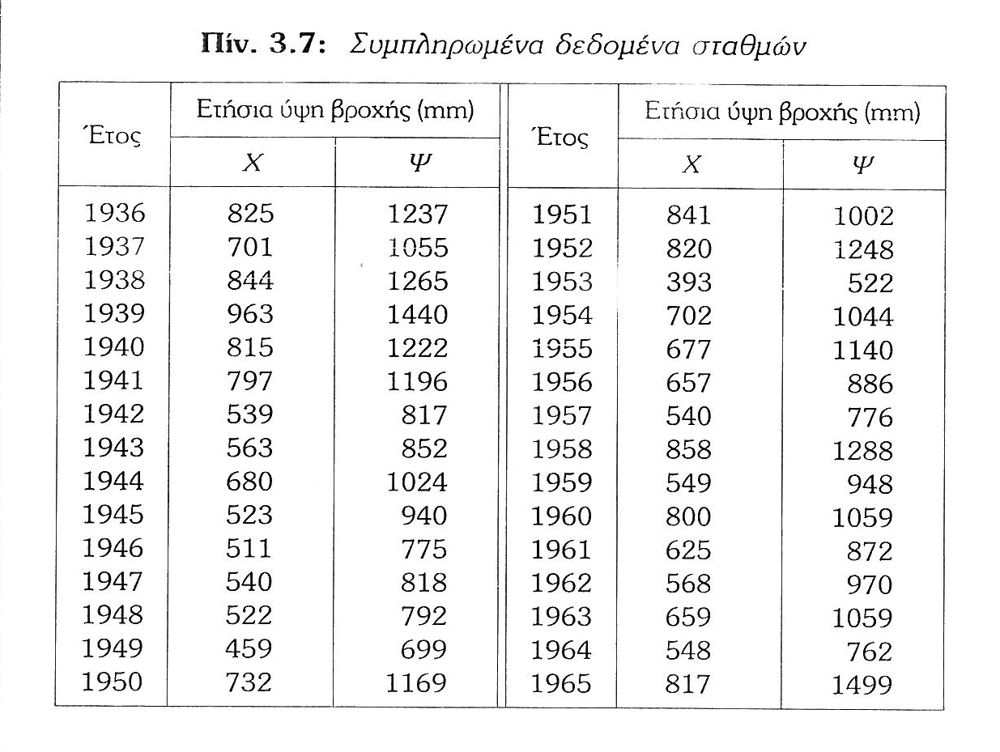 Πίν. 3.7: Συμπληρωμένα δεδομένα σταθμών
Έτος Ετήσια ύψη βροχής (mm) Έτος Ετήσια ύψη βροχής (mm)
X Ψ X Ψ
1936 825 1237 1951 841 1002
1937 701 1055 1952 820 1248
1938 844 1265 1953 393 522
1939 963 1440 1954 702 1044
1940 815 1222 1955 677 1140
1941 797 1196 1956 657 886
1942 539 817 1957 540 776
1943 563 852 1958 858 1288
1944 680 1024 1959 549 948
1945 523 940 1960 800 1059
1946 511 775 1961 625 872
1947 540 818 1962 568 970
1948 522 792 1963 659 1059
1949 459 699 1964 548 762
1950 732 1169 1965 817 1499